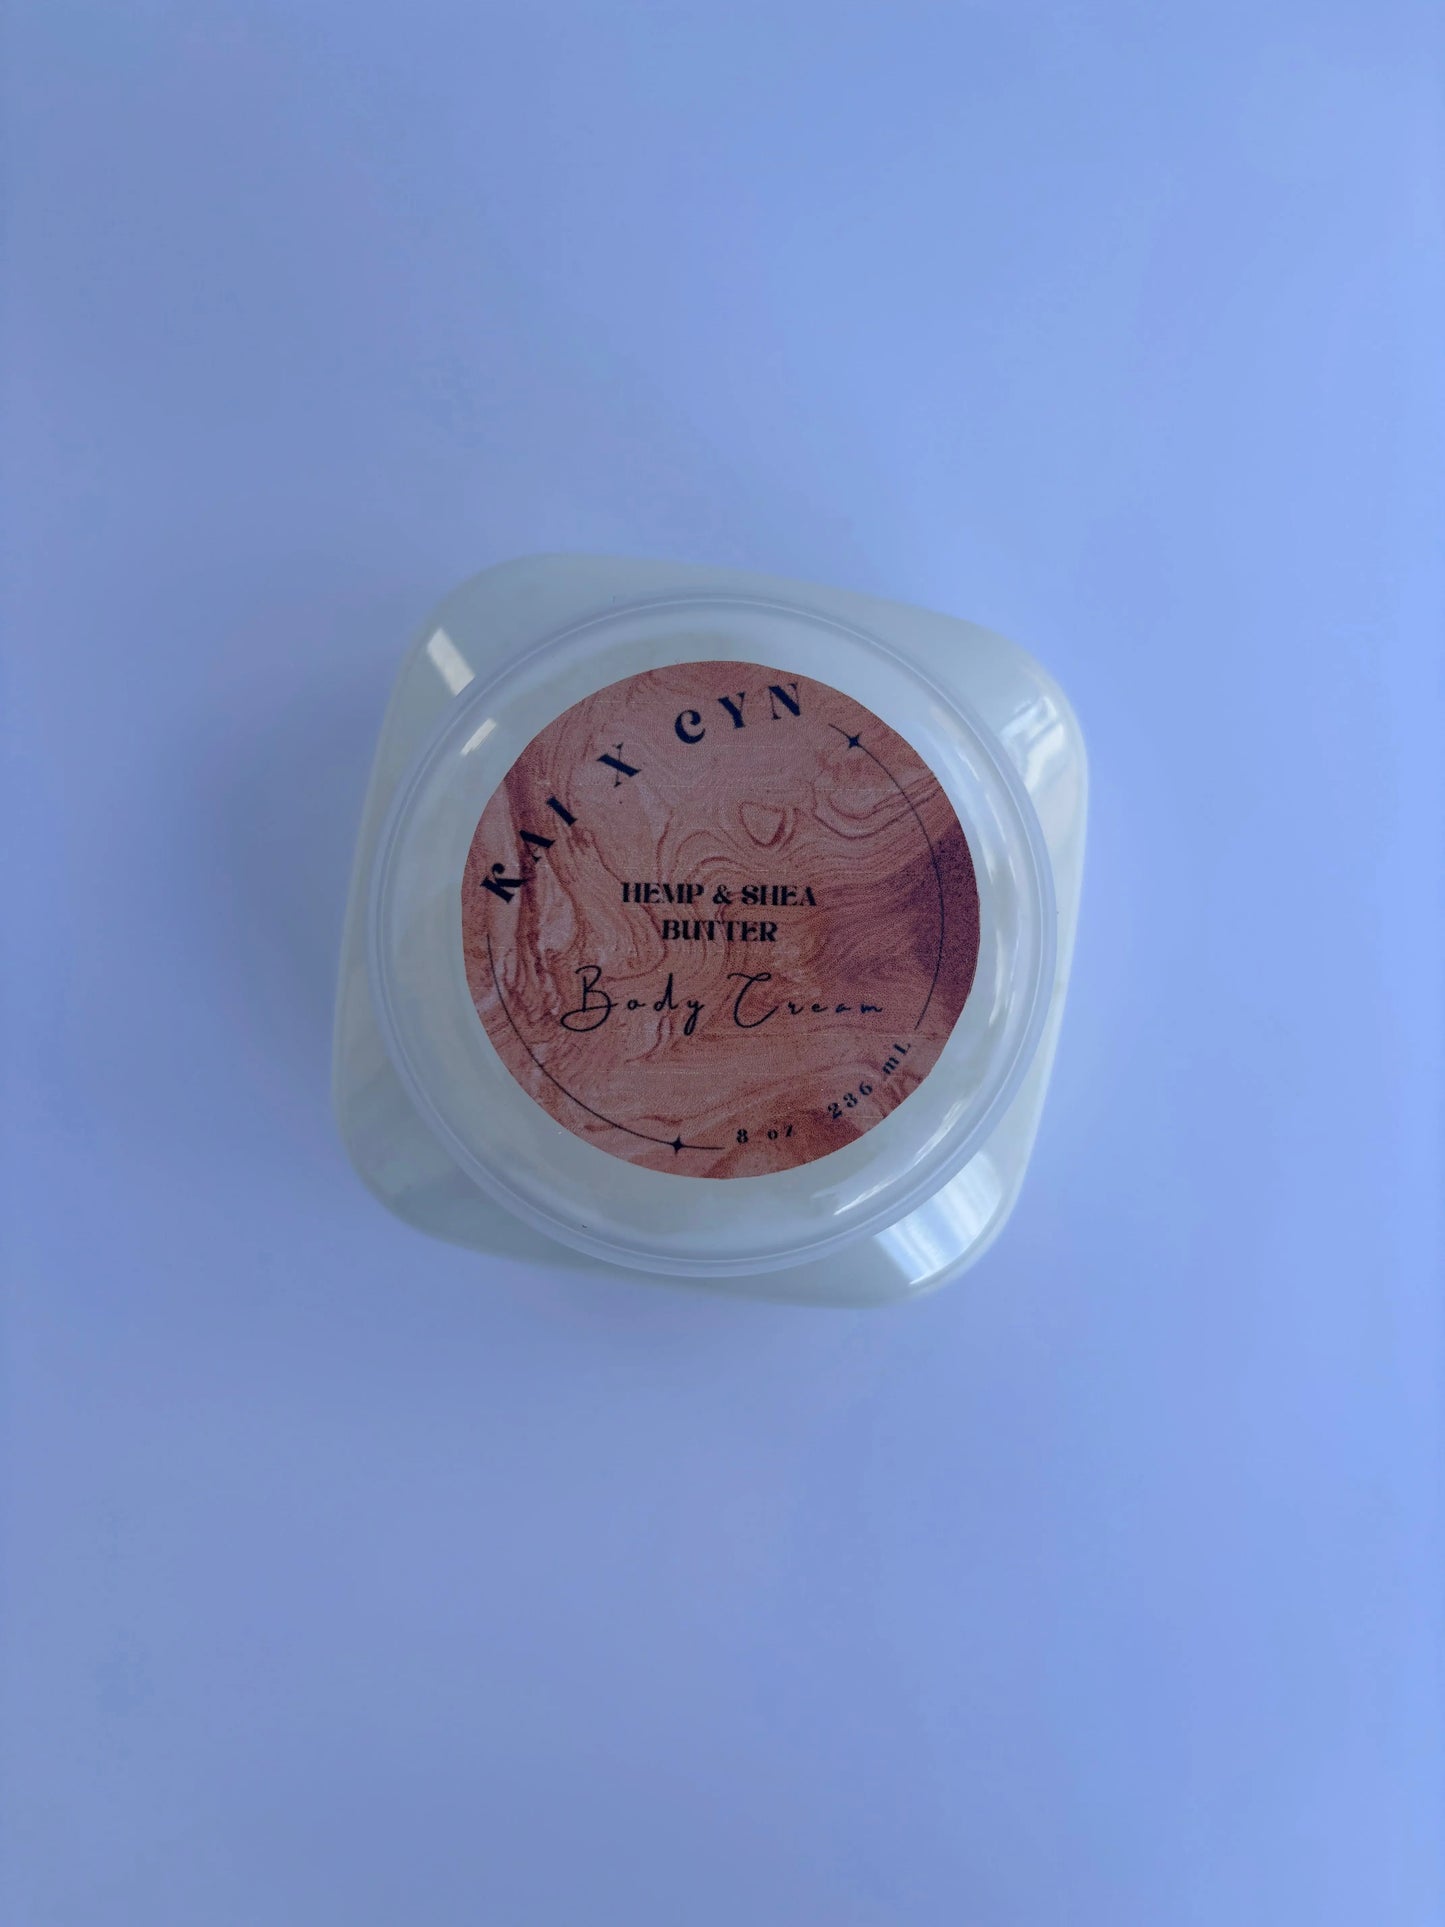 KAI X CYN
HEMP & SHEA
BUTTER
Body Cream
8 oz 236 mL